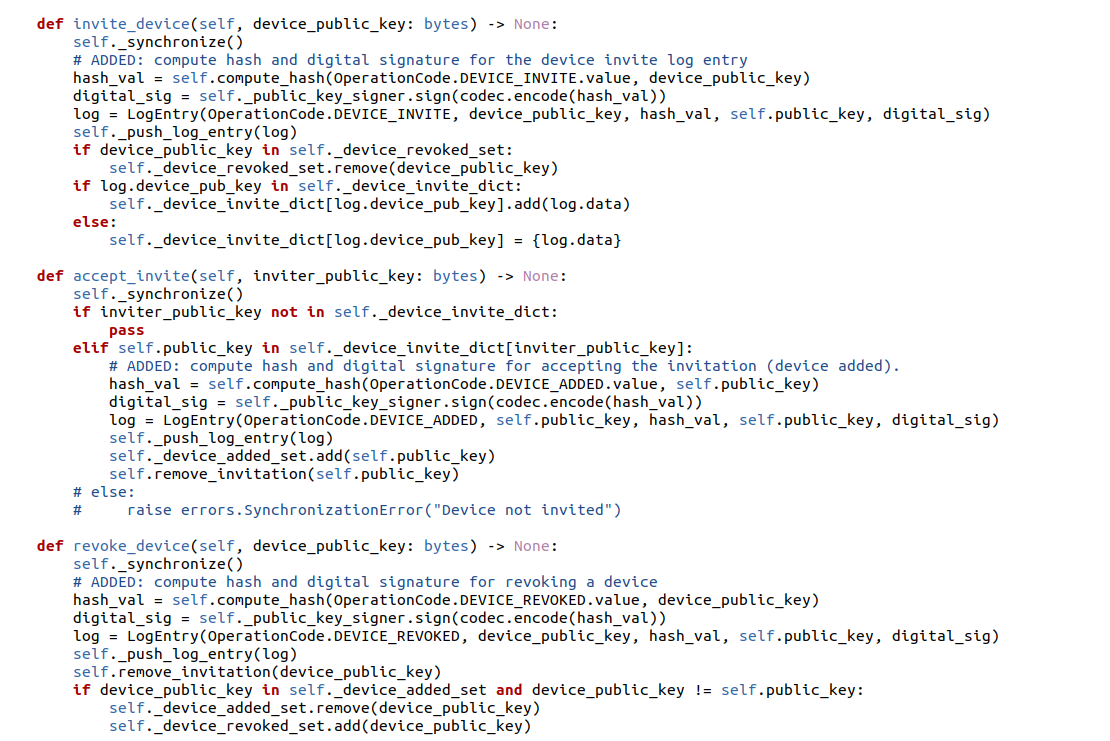 def invite_device(self, device_public_key: bytes) -> None:
    self._synchronize()
    # ADDED: compute hash and digital signature for the device invite log entry
    hash_val = self.compute_hash(OperationCode.DEVICE_INVITE.value, device_public_key)
    digital_sig = self._public_key_signer.sign(codec.encode(hash_val))
    log = LogEntry(OperationCode.DEVICE_INVITE, device_public_key, hash_val, self.public_key, digital_sig)
    self._push_log_entry(log)
    if device_public_key in self._device_revoked_set:
        self._device_revoked_set.remove(device_public_key)
    if log.device_pub_key in self._device_invite_dict:
        self._device_invite_dict[log.device_pub_key].add(log.data)
    else:
        self._device_invite_dict[log.device_pub_key] = {log.data}

def accept_invite(self, inviter_public_key: bytes) -> None:
    self._synchronize()
    if inviter_public_key not in self._device_invite_dict:
        pass
    elif self.public_key in self._device_invite_dict[inviter_public_key]:
        # ADDED: compute hash and digital signature for accepting the invitation (device added).
        hash_val = self.compute_hash(OperationCode.DEVICE_ADDED.value, self.public_key)
        digital_sig = self._public_key_signer.sign(codec.encode(hash_val))
        log = LogEntry(OperationCode.DEVICE_ADDED, self.public_key, hash_val, self.public_key, digital_sig)
        self._push_log_entry(log)
        self._device_added_set.add(self.public_key)
        self.remove_invitation(self.public_key)
    # else:
    #     raise errors.SynchronizationError("Device not invited")

def revoke_device(self, device_public_key: bytes) -> None:
    self._synchronize()
    # ADDED: compute hash and digital signature for revoking a device
    hash_val = self.compute_hash(OperationCode.DEVICE_REVOKED.value, device_public_key)
    digital_sig = self._public_key_signer.sign(codec.encode(hash_val))
    log = LogEntry(OperationCode.DEVICE_REVOKED, device_public_key, hash_val, self.public_key, digital_sig)
    self._push_log_entry(log)
    self.remove_invitation(device_public_key)
    if device_public_key in self._device_added_set and device_public_key != self.public_key:
        self._device_added_set.remove(device_public_key)
        self._device_revoked_set.add(device_public_key)